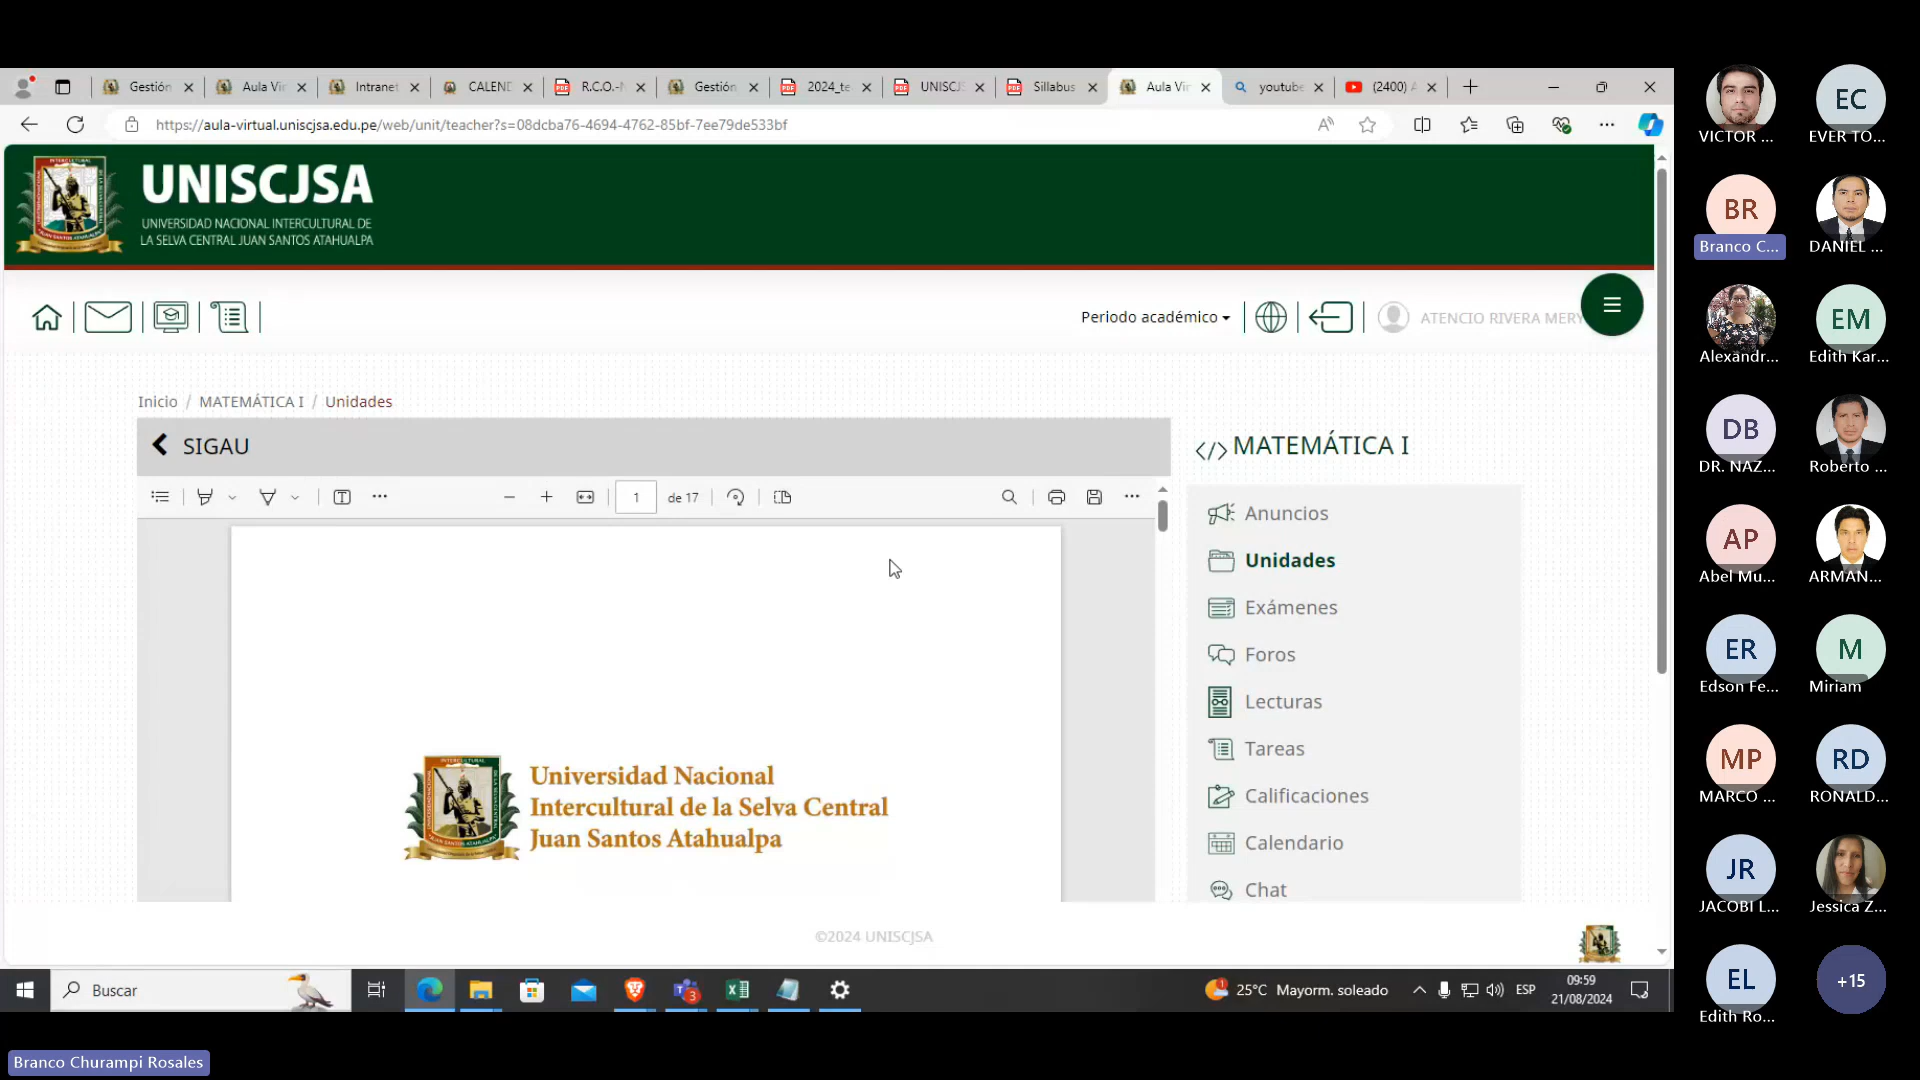 Gestión
Aula Vir
Intranet
CALEND
R.C.O.-
Gestión
2024_te
UNISCJS
Sillabus
Aula Vir
youtube
(2400)
https://aula-virtual.uniscjsa.edu.pe/web/unit/teacher?s=08dcba76-4694-4762-85bf-7ee79de533bf
UNISCJSA
UNIVERSIDAD NACIONAL INTERCULTURAL DE
LA SELVA CENTRAL JUAN SANTOS ATAHUALPA
Periodo académico
ATENCIO RIVERA MERY
Inicio / MATEMÁTICA I / Unidades
SIGAU
1 de 17
Universidad Nacional
Intercultural de la Selva Central
Juan Santos Atahualpa
</> MATEMÁTICA I
Anuncios
Unidades
Exámenes
Foros
Lecturas
Tareas
Calificaciones
Calendario
Chat
©2024 UNISCJSA
Buscar
3
25°C Mayorm. soleado
ESP
09:59
21/08/2024
VICTOR ...
EC
EVER TO...
BR
Branco C...
DANIEL ...
Alexandr...
EM
Edith Kar...
DB
DR. NAZ...
Roberto ...
AP
Abel Mu...
ARMAN...
ER
Edson Fe...
M
Miriam
MP
MARCO ...
RD
RONALD...
JR
JACOBI L...
Jessica Z...
EL
Edith Ro...
+15
Branco Churampi Rosales